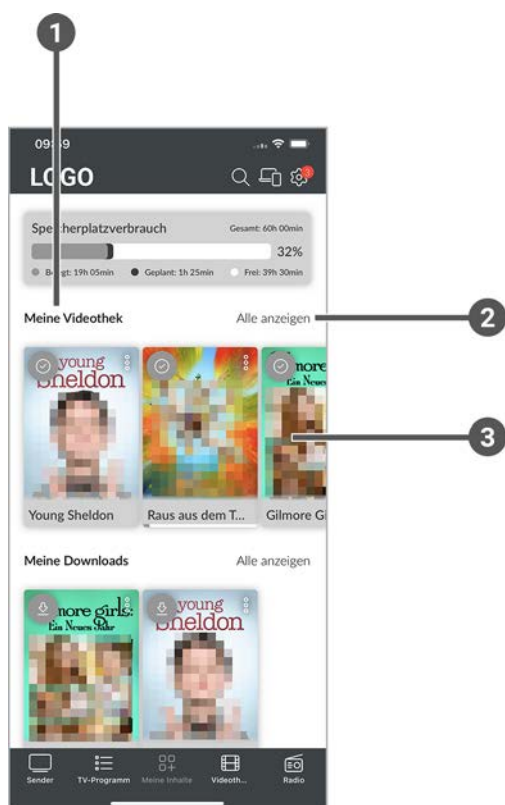 1
09:59
LOGO
3
Speicherplatzverbrauch
Gesamt: 60h 00min
32%
Belegt: 19h 05min
Geplant: 1h 25min
Frei: 39h 30min
Meine Videothek
Alle anzeigen
2
young
sheldon
Gilmore
Ein Neues
3
Young Sheldon
Raus aus dem T...
Gilmore Gi
Meine Downloads
Alle anzeigen
more girls:
Ein Neues Jahr
young
sheldon
Sender
TV-Programm
Meine Inhalte
Videoth...
Radio